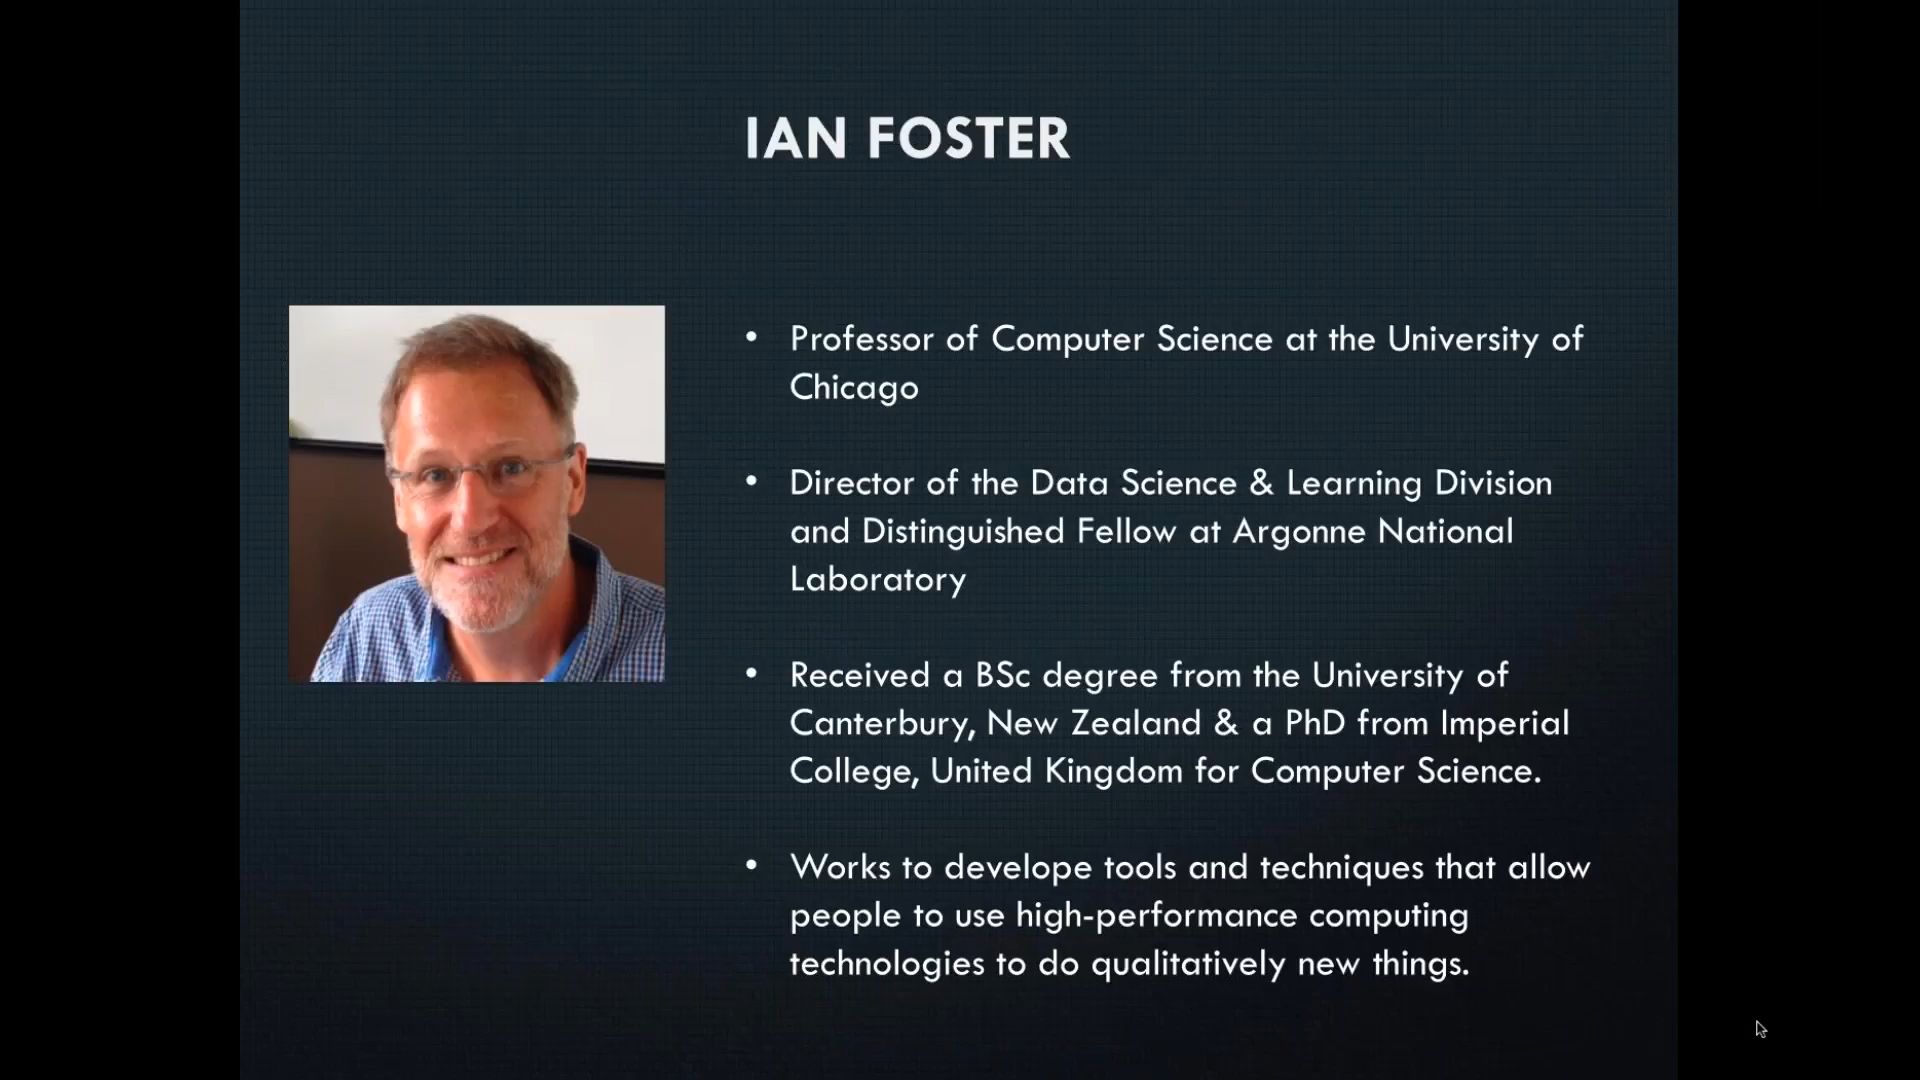 IAN FOSTER
• Professor of Computer Science at the University of
Chicago
• Director of the Data Science & Learning Division
and Distinguished Fellow at Argonne National
Laboratory
• Received a BSc degree from the University of
Canterbury, New Zealand & a PhD from Imperial
College, United Kingdom for Computer Science.
• Works to develope tools and techniques that allow
people to use high-performance computing
technologies to do qualitatively new things.